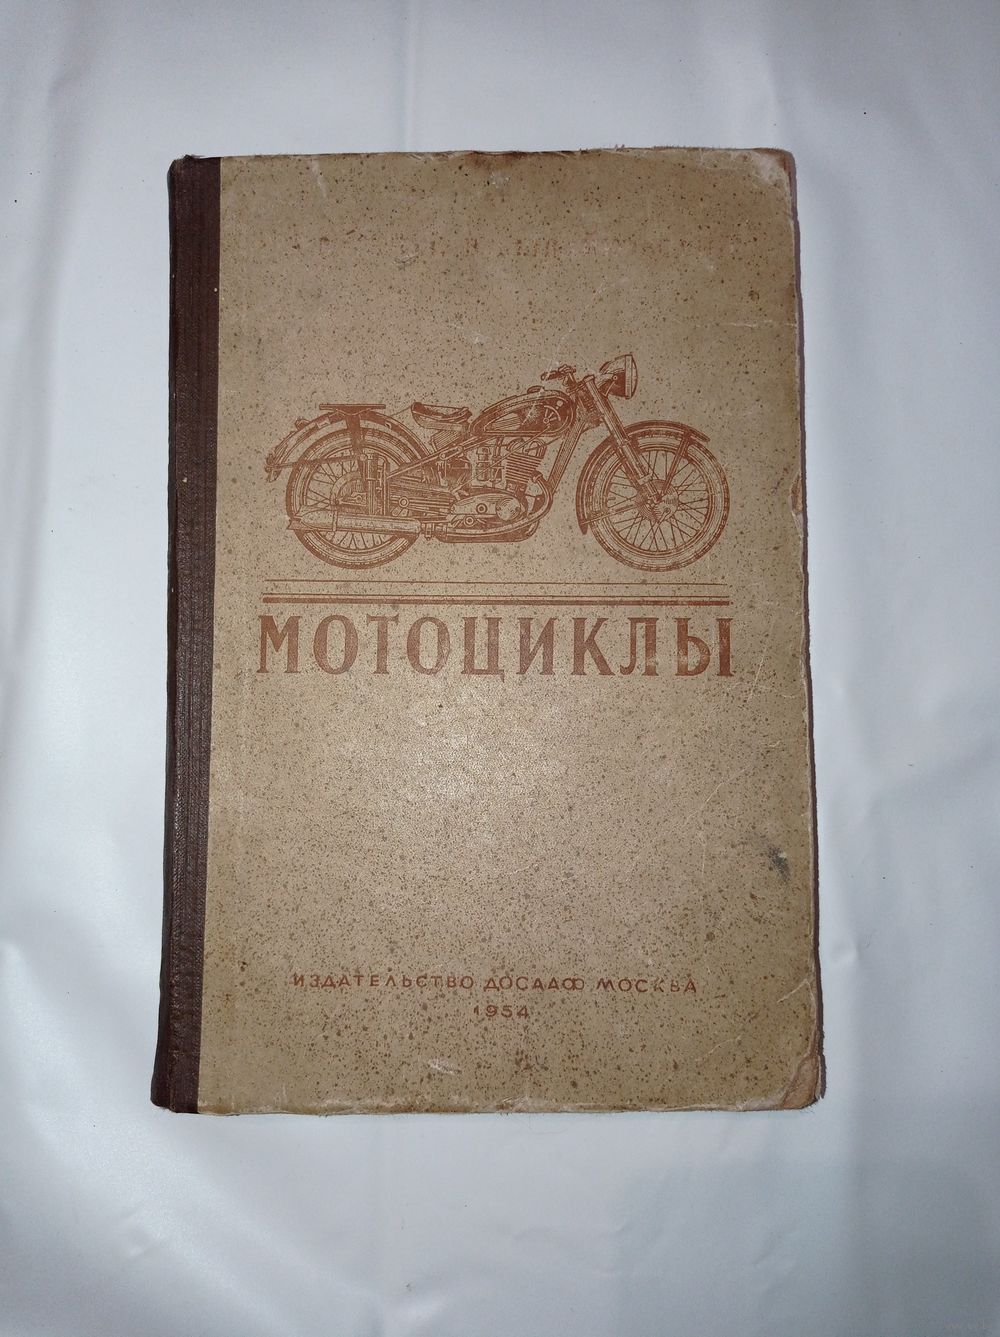 МОТОЦИКЛЫ
ИЗДАТЕЛЬСТВО ДОСААФ МОСКВА
1954